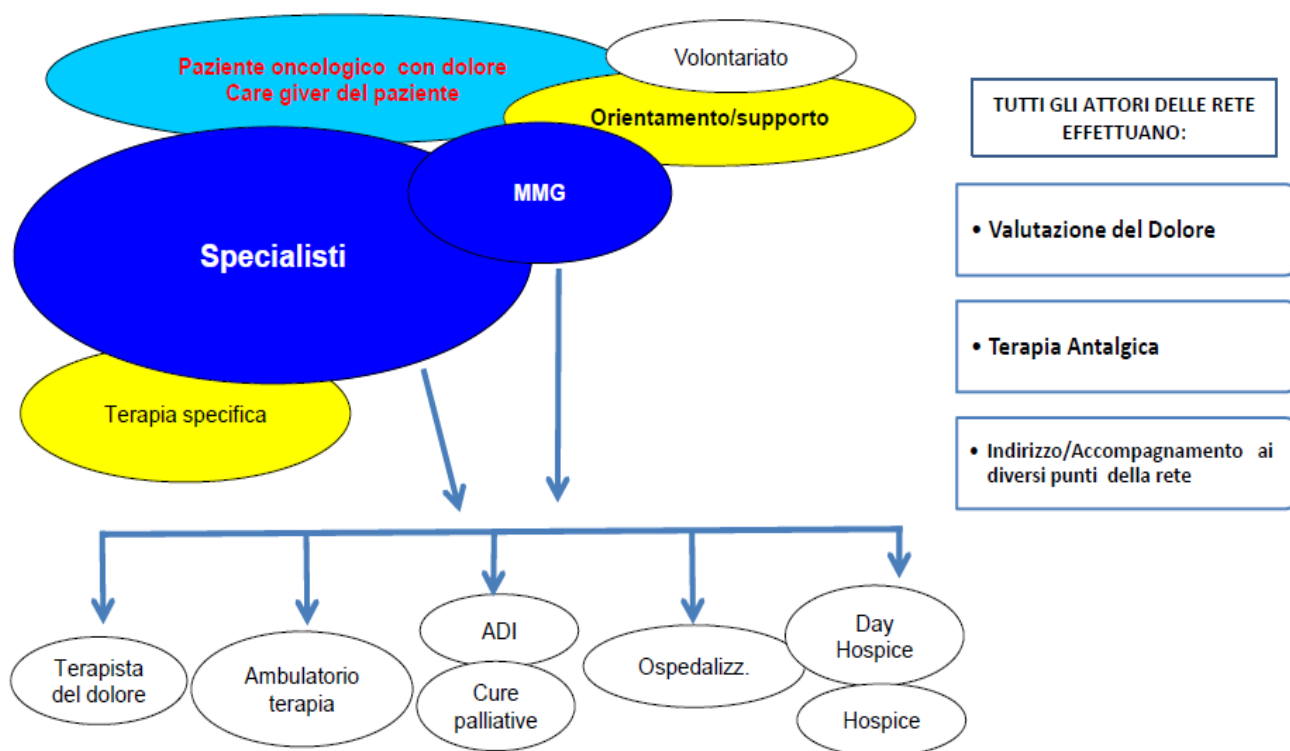 Paziente oncologico con dolore
Care giver del paziente
Volontariato
Orientamento/supporto
MMG
Specialisti
Terapia specifica
TUTTI GLI ATTORI DELLE RETE
EFFETTUANO:
• Valutazione del Dolore
• Terapia Antalgica
• Indirizzo/Accompagnamento ai
diversi punti della rete
Terapista
del dolore
Ambulatorio
terapia
ADI
Cure
palliative
Ospedalizz.
Day
Hospice
Hospice